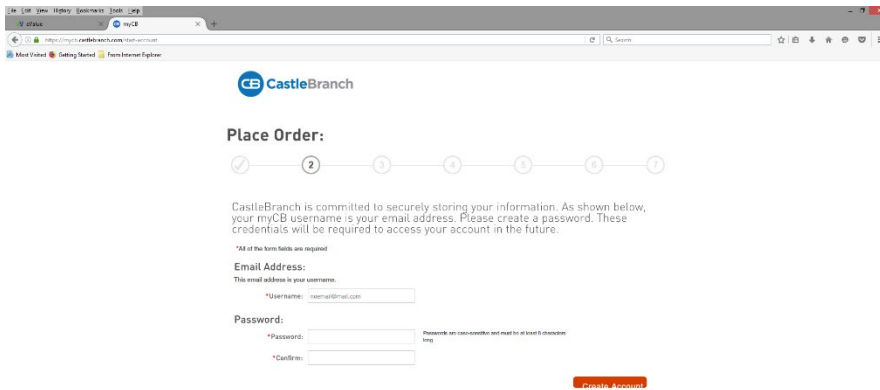 File Edit View History Bookmarks Tools Help
myCB
https://mycb.castlebranch.com/start-account
Search
Most Visited Getting Started From Internet Explorer
CB CastleBranch
Place Order:
2 3 4 5 6 7
CastleBranch is committed to securely storing your information. As shown below,
your myCB username is your email address. Please create a password. These
credentials will be required to access your account in the future.
*All of the form fields are required
Email Address:
This email address is your username.
*Username: noemail@mail.com
Password:
*Password:
Passwords are case-sensitive and must be at least 8 characters
long.
*Confirm:
Create Account